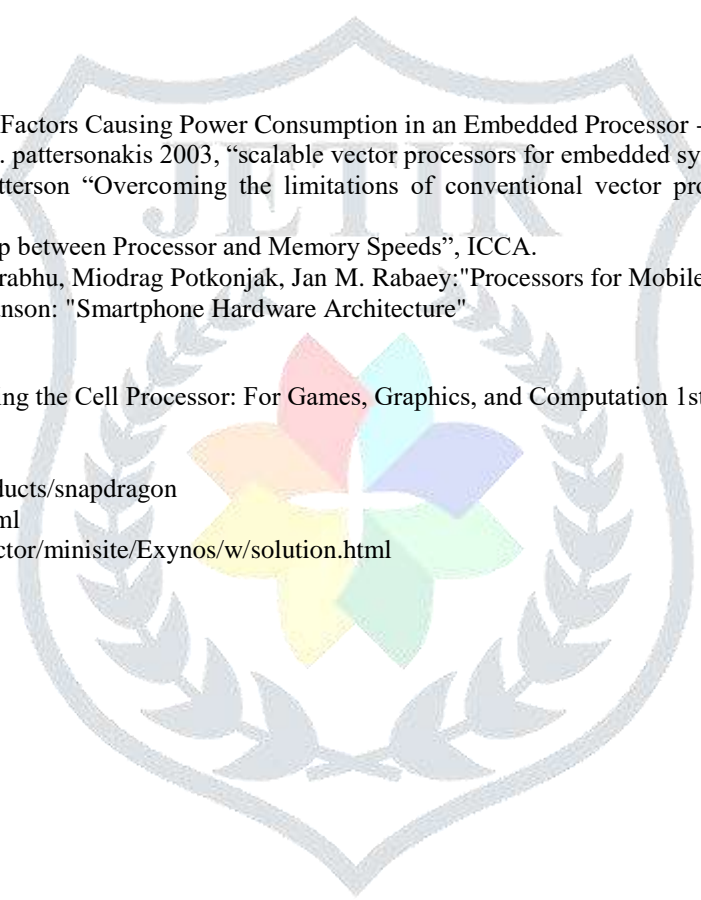 Factors Causing Power Consumption in an Embedded Processor -
. pattersonakis 2003, “scalable vector processors for embedded sy
tterson “Overcoming the limitations of conventional vector pro
JETIR
p between Processor and Memory Speeds”, ICCA.
rabhu, Miodrag Potkonjak, Jan M. Rabaey:"Processors for Mobile
nson: "Smartphone Hardware Architecture"
ing the Cell Processor: For Games, Graphics, and Computation 1st
ducts/snapdragon
ml
ctor/minisite/Exynos/w/solution.html